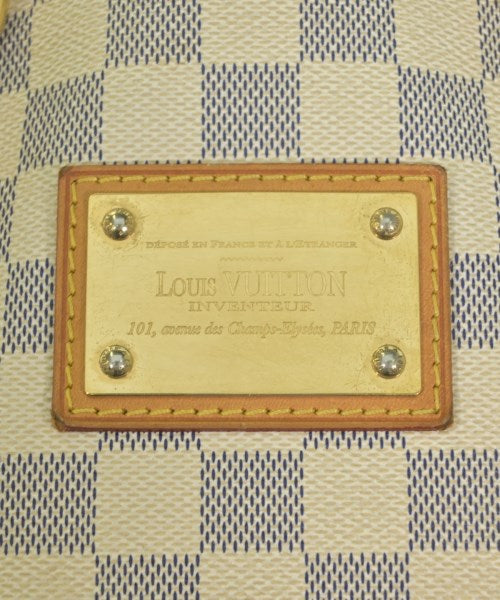 DÉPOSÉ EN FRANCE ET À L'ÉTRANGER
LOUIS VUITTON
INVENTEUR
101, avenue des Champs-Elysées, PARIS